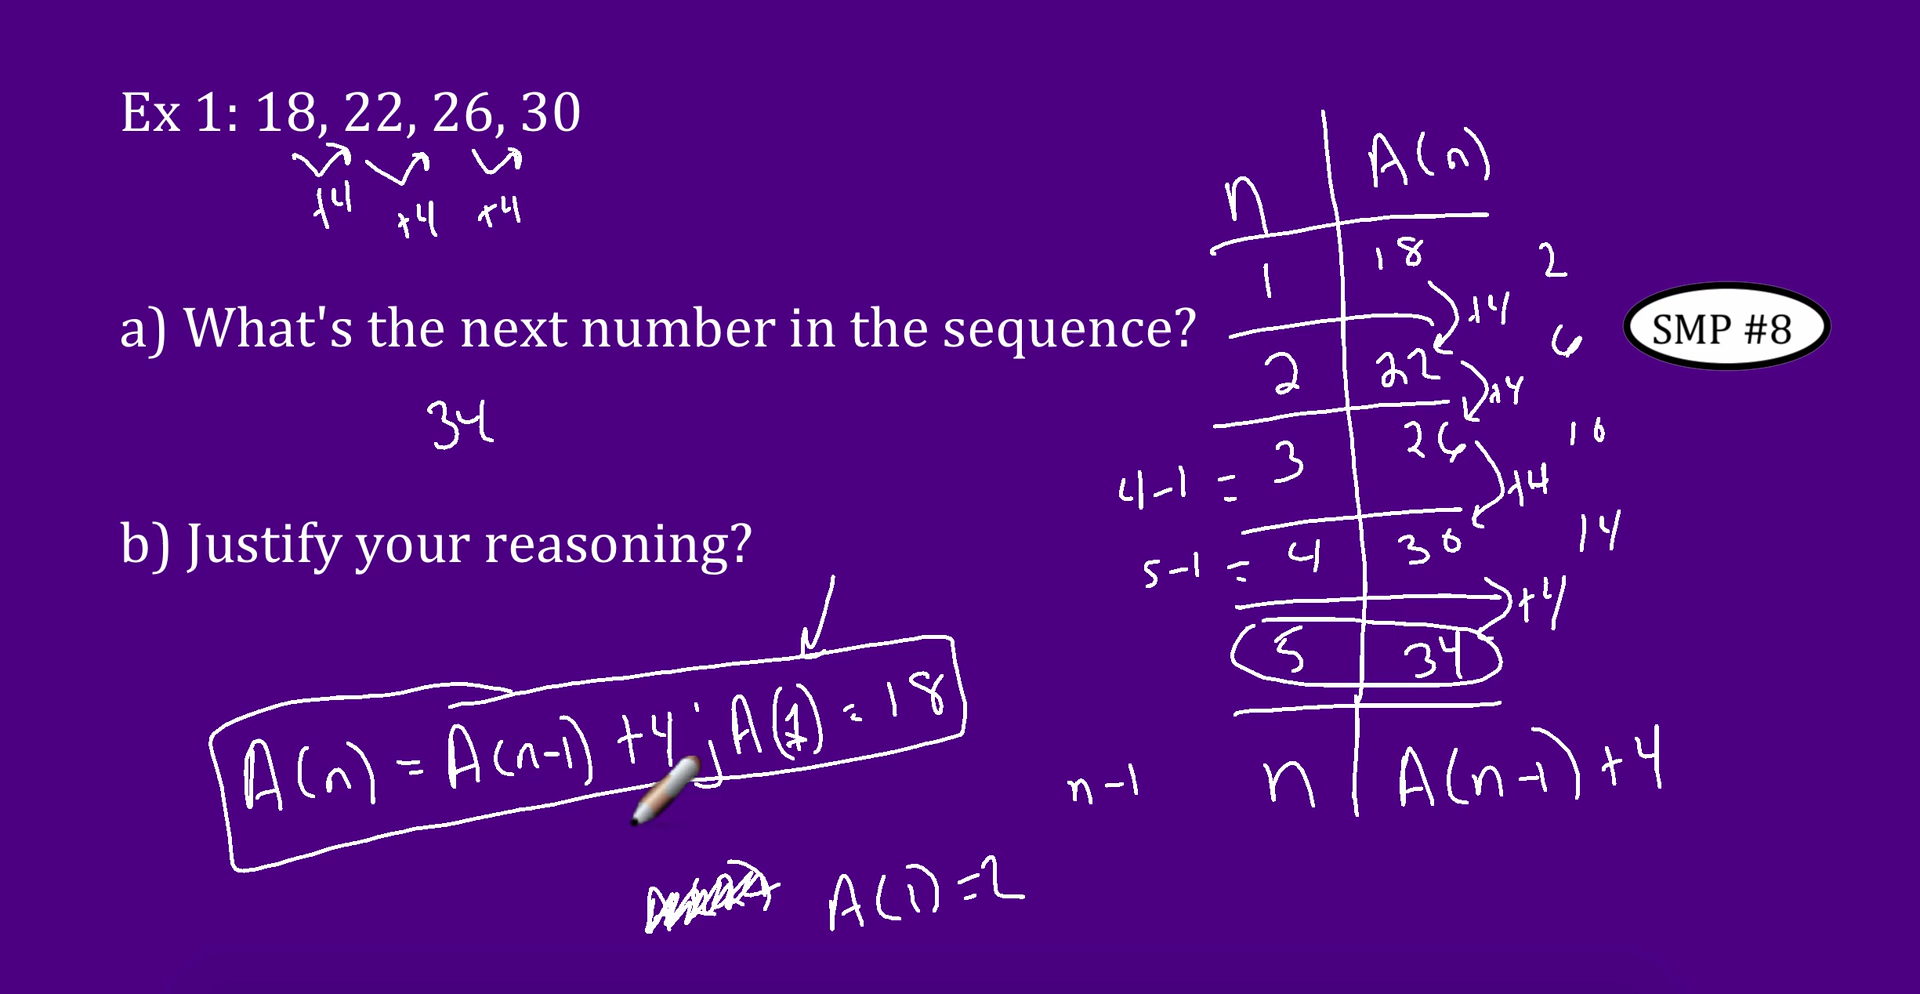 Ex 1: 18, 22, 26, 30
+4 +4 +4
a) What's the next number in the sequence?
34
b) Justify your reasoning?
A(n) = A(n-1) +4 ; A(1) = 18
A(1) = 2
n A(n)
1 18 2
+4
2 22 6
+4
4-1 = 3 26 10
+4
5-1 = 4 30 14
+4
5 34
n-1 n A(n-1) +4
SMP #8